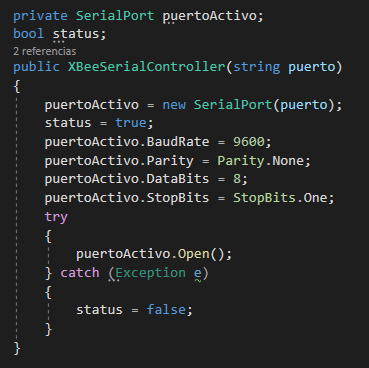 private SerialPort puertoActivo;
bool status;
2 referencias
public XBeeSerialController(string puerto)
{
puertoActivo = new SerialPort(puerto);
status = true;
puertoActivo.BaudRate = 9600;
puertoActivo.Parity = Parity.None;
puertoActivo.DataBits = 8;
puertoActivo.StopBits = StopBits.One;
try
{
puertoActivo.Open();
} catch (Exception e)
{
status = false;
}
}